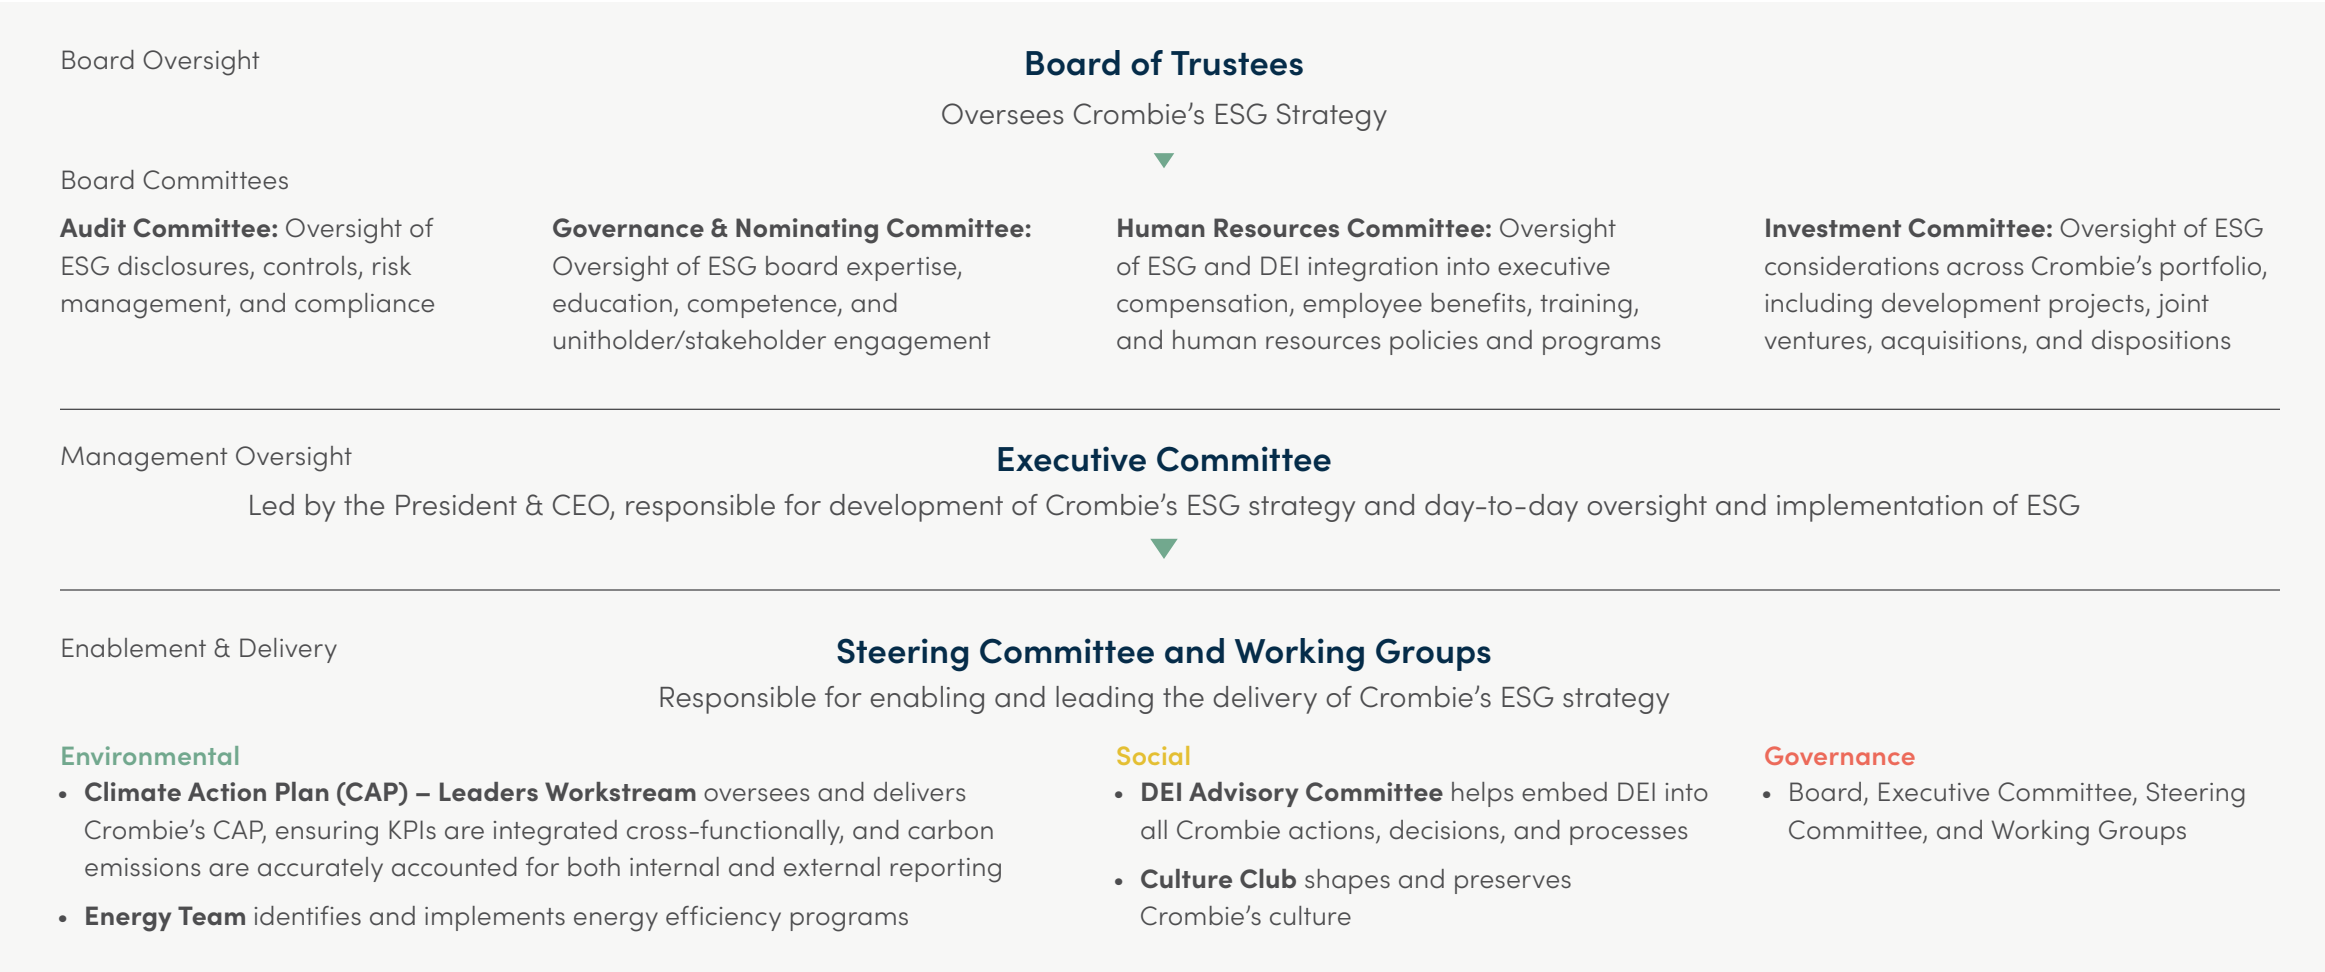 Board Oversight
Board of Trustees
Oversees Crombie’s ESG Strategy
Board Committees
Audit Committee: Oversight of
ESG disclosures, controls, risk
management, and compliance
Governance & Nominating Committee:
Oversight of ESG board expertise,
education, competence, and
unitholder/stakeholder engagement
Human Resources Committee: Oversight
of ESG and DEI integration into executive
compensation, employee benefits, training,
and human resources policies and programs
Investment Committee: Oversight of ESG
considerations across Crombie’s portfolio,
including development projects, joint
ventures, acquisitions, and dispositions
Management Oversight
Executive Committee
Led by the President & CEO, responsible for development of Crombie’s ESG strategy and day-to-day oversight and implementation of ESG
Enablement & Delivery
Steering Committee and Working Groups
Responsible for enabling and leading the delivery of Crombie’s ESG strategy
Environmental
• Climate Action Plan (CAP) – Leaders Workstream oversees and delivers
Crombie’s CAP, ensuring KPIs are integrated cross-functionally, and carbon
emissions are accurately accounted for both internal and external reporting
• Energy Team identifies and implements energy efficiency programs
Social
• DEI Advisory Committee helps embed DEI into
all Crombie actions, decisions, and processes
• Culture Club shapes and preserves
Crombie’s culture
Governance
• Board, Executive Committee, Steering
Committee, and Working Groups